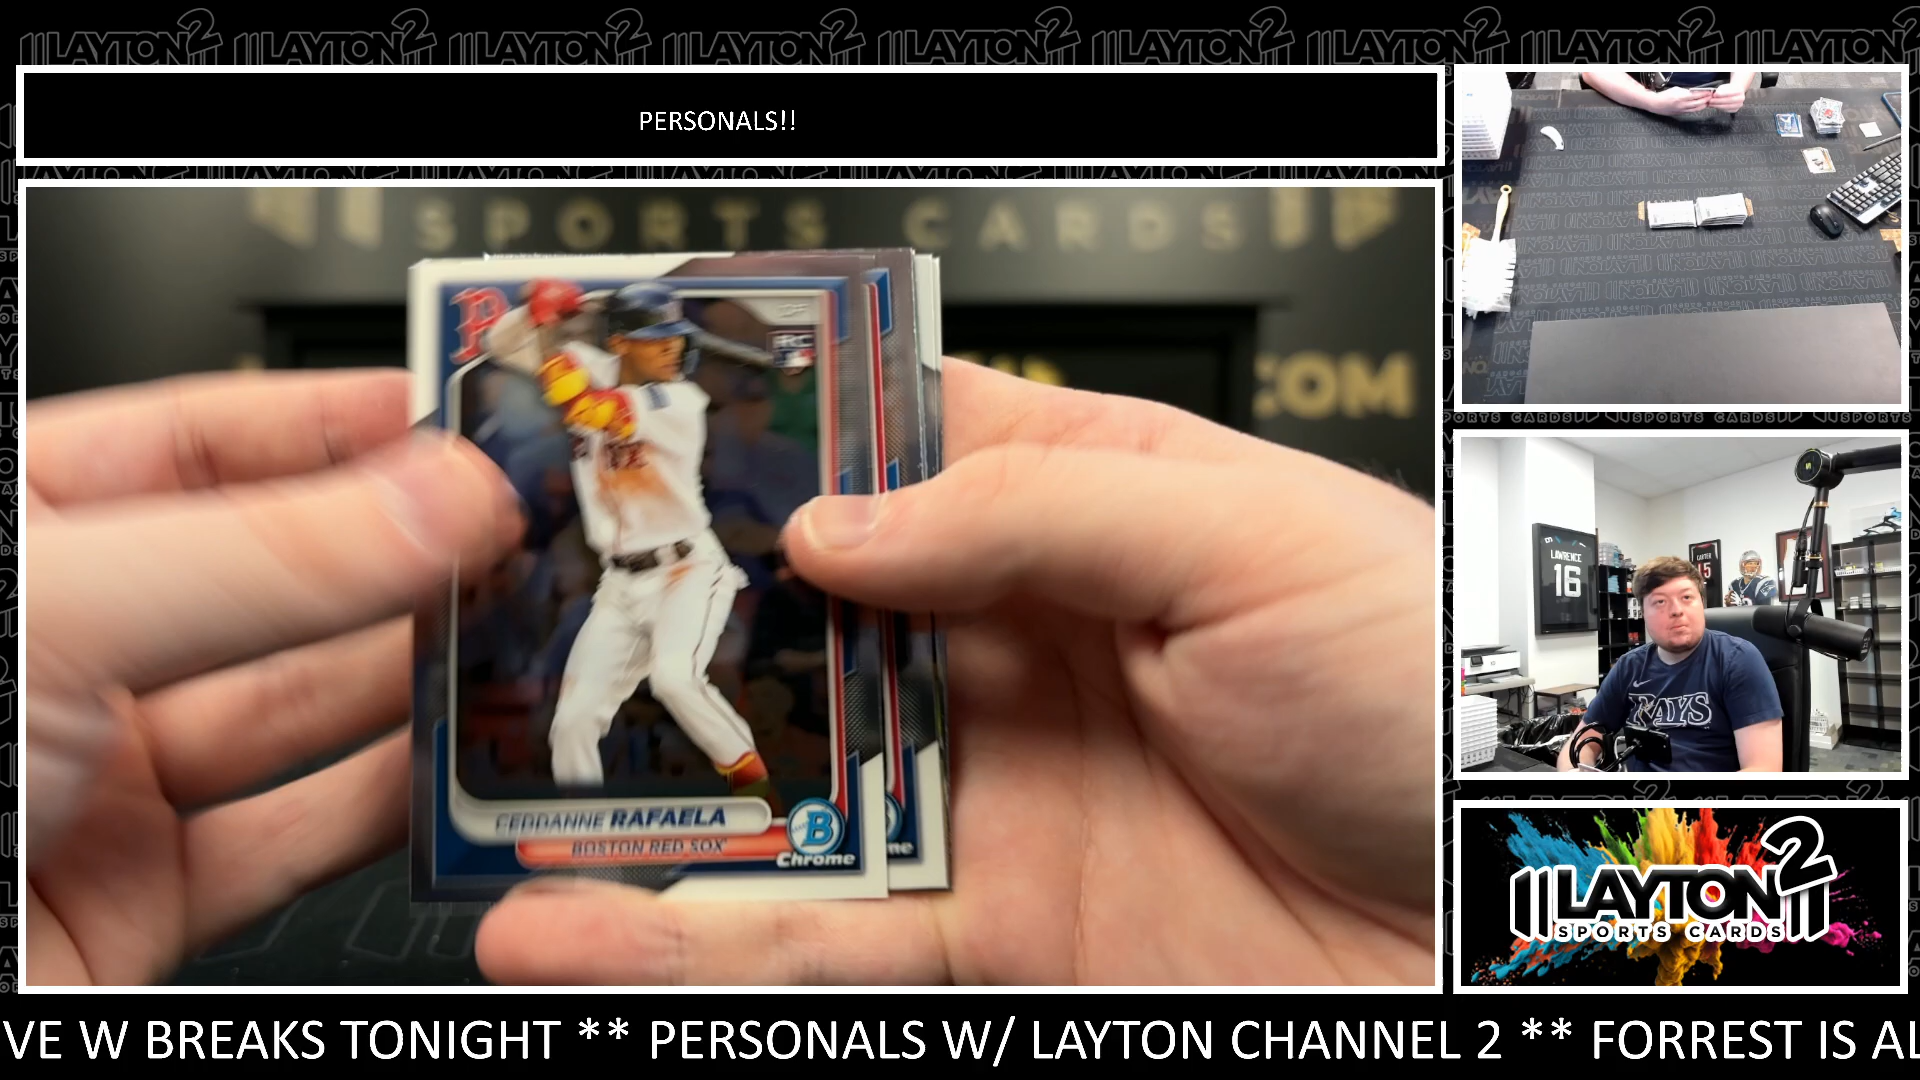 PERSONALS!!
SPORTS CARDS
.COM
RC
CEDDANNE RAFAELA
BOSTON RED SOX
B
Chrome
LAWRENCE
16
RAYS
LAYTON 2
SPORTS CARDS
VE W BREAKS TONIGHT ** PERSONALS W/ LAYTON CHANNEL 2 ** FORREST IS AL